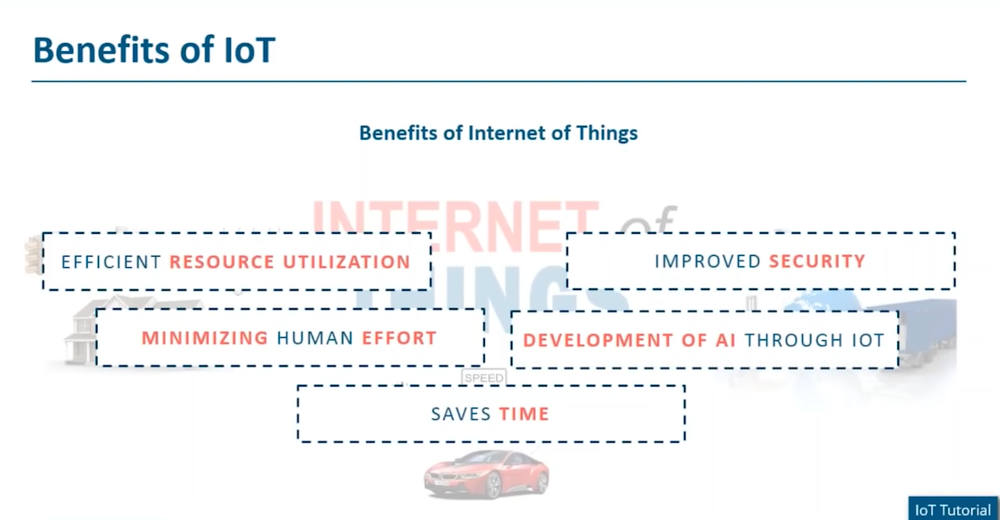 Benefits of IoT
Benefits of Internet of Things
INTERNET of
THINGS
EFFICIENT RESOURCE UTILIZATION
IMPROVED SECURITY
MINIMIZING HUMAN EFFORT
DEVELOPMENT OF AI THROUGH IOT
SPEED
SAVES TIME
IoT Tutorial